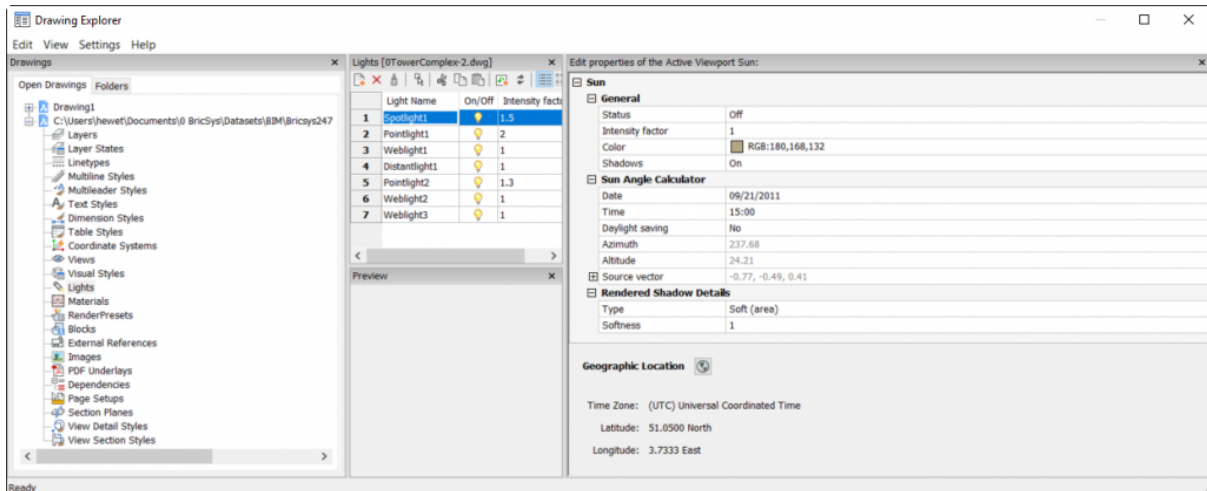 Drawing Explorer
Edit View Settings Help
Drawings
Open Drawings Folders
Drawing1
C:\Users\hewet\Documents\0 BricSys\Datasets\BIM\Bricsys247
Layers
Layer States
Linetypes
Multiline Styles
Multileader Styles
Text Styles
Dimension Styles
Table Styles
Coordinate Systems
Views
Visual Styles
Lights
Materials
RenderPresets
Blocks
External References
Images
PDF Underlays
Dependencies
Page Setups
Section Planes
View Detail Styles
View Section Styles
Ready
Lights [0TowerComplex-2.dwg]
Light Name On/Off Intensity facto
1 Spotlight1 1.5
2 Pointlight1 2
3 Weblight1 1
4 Distantlight1 1
5 Pointlight2 1.3
6 Weblight2 1
7 Weblight3 1
Preview
Edit properties of the Active Viewport Sun:
Sun
General
Status Off
Intensity factor 1
Color RGB:180,168,132
Shadows On
Sun Angle Calculator
Date 09/21/2011
Time 15:00
Daylight saving No
Azimuth 237.68
Altitude 24.21
Source vector -0.77, -0.49, 0.41
Rendered Shadow Details
Type Soft (area)
Softness 1
Geographic Location
Time Zone: (UTC) Universal Coordinated Time
Latitude: 51.0500 North
Longitude: 3.7333 East